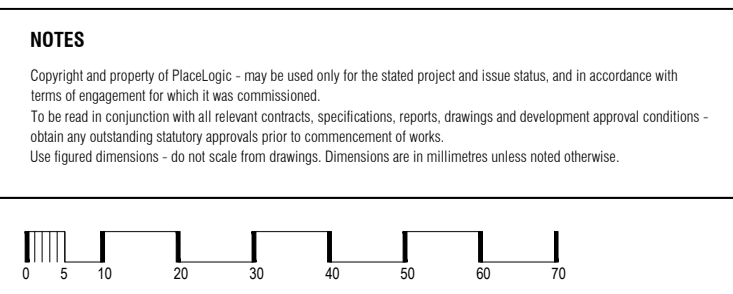 NOTES
Copyright and property of PlaceLogic - may be used only for the stated project and issue status, and in accordance with
terms of engagement for which it was commissioned.
To be read in conjunction with all relevant contracts, specifications, reports, drawings and development approval conditions -
obtain any outstanding statutory approvals prior to commencement of works.
Use figured dimensions - do not scale from drawings. Dimensions are in millimetres unless noted otherwise.
0 5 10 20 30 40 50 60 70